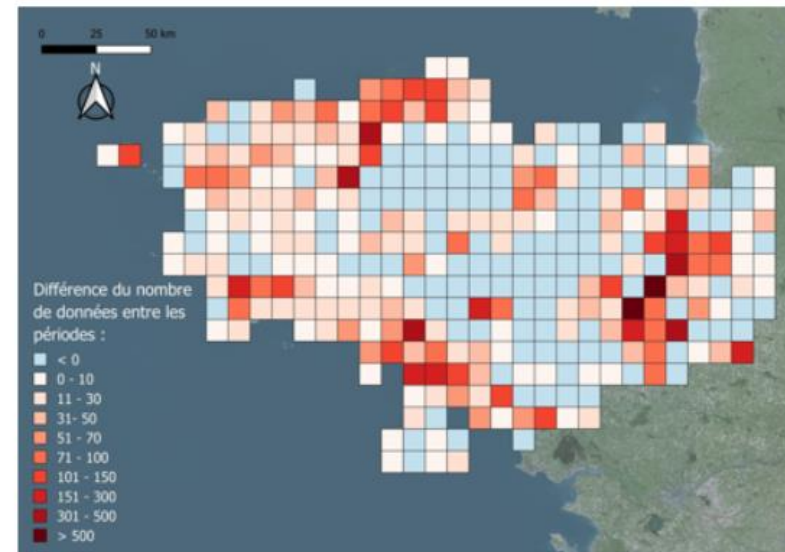 0 25 50 km
N
Différence du nombre
de données entre les
périodes :
< 0
0 - 10
11 - 30
31- 50
51 - 70
71 - 100
101 - 150
151 - 300
301 - 500
> 500